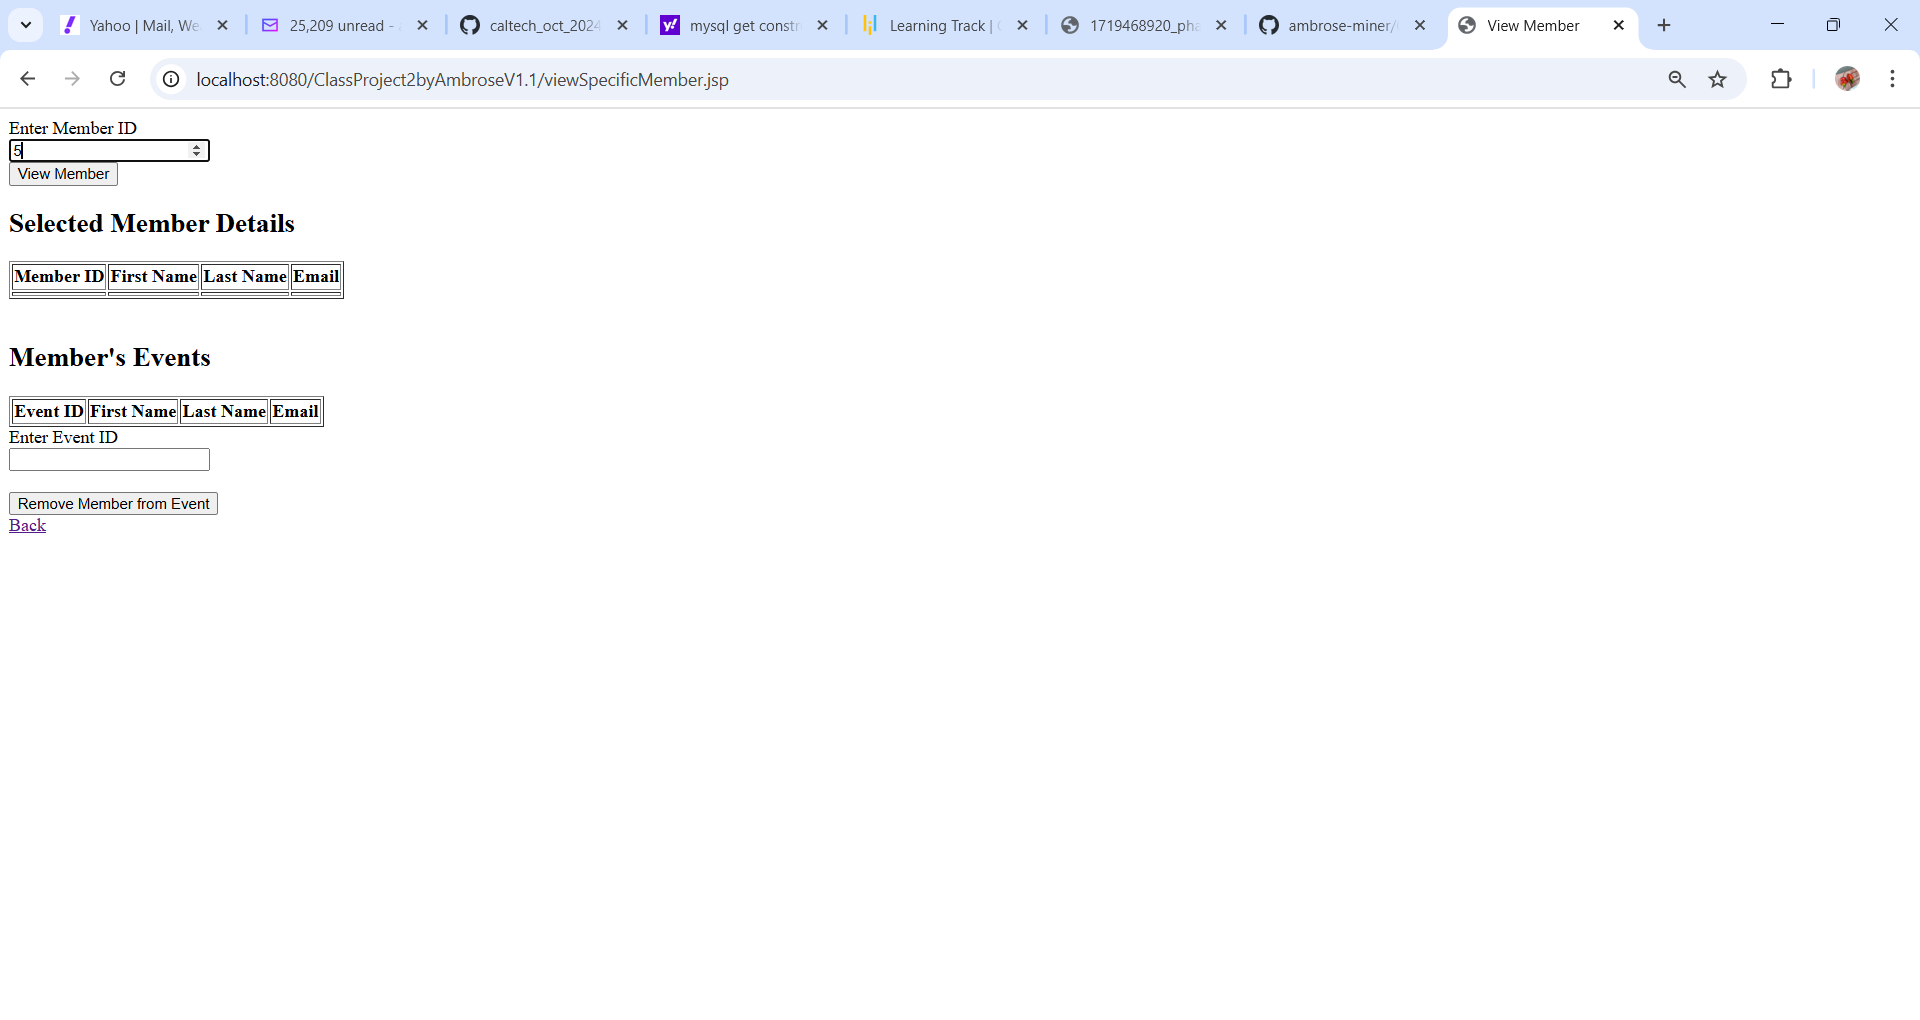 Yahoo | Mail, We
25,209 unread -
caltech_oct_2024
mysql get constr
Learning Track |
1719468920_pha
ambrose-miner/
View Member
localhost:8080/ClassProject2byAmbroseV1.1/viewSpecificMember.jsp
Enter Member ID
5
View Member
Selected Member Details
Member ID First Name Last Name Email
Member's Events
Event ID First Name Last Name Email
Enter Event ID
Remove Member from Event
Back